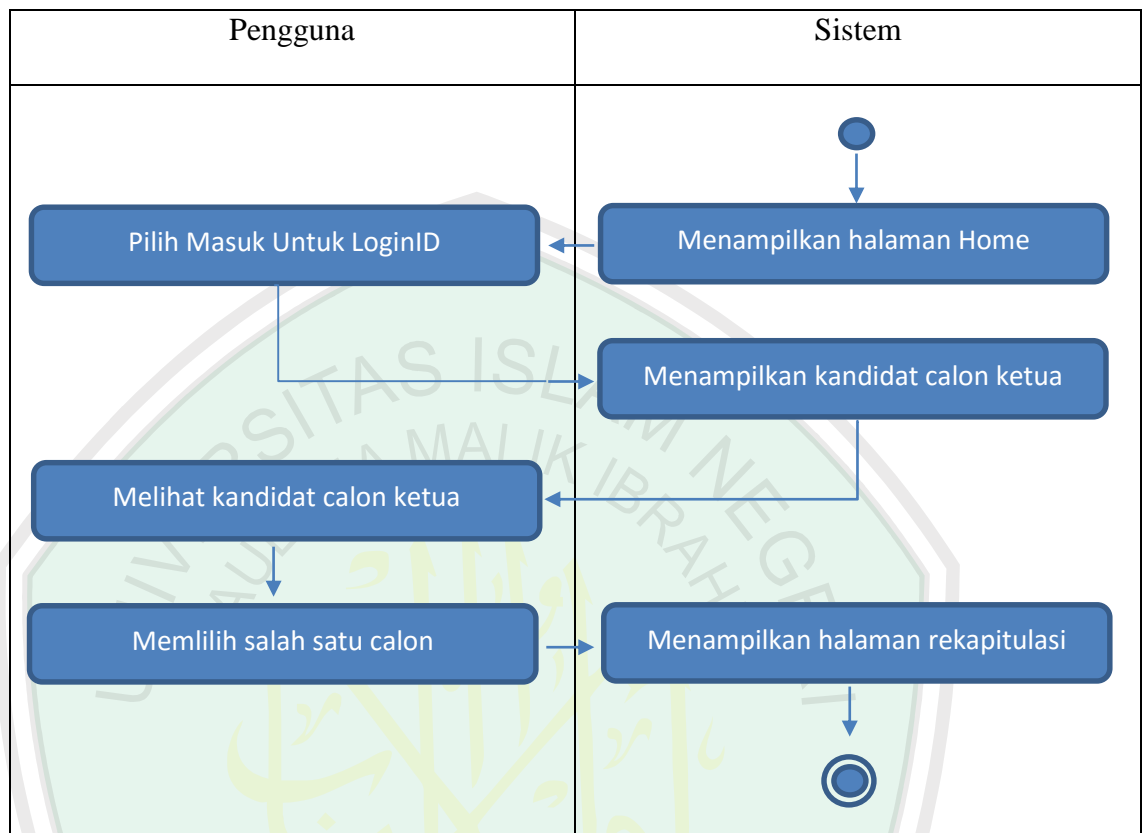 Pengguna
Sistem
Menampilkan halaman Home
Pilih Masuk Untuk LoginID
Menampilkan kandidat calon ketua
Melihat kandidat calon ketua
Memlilih salah satu calon
Menampilkan halaman rekapitulasi